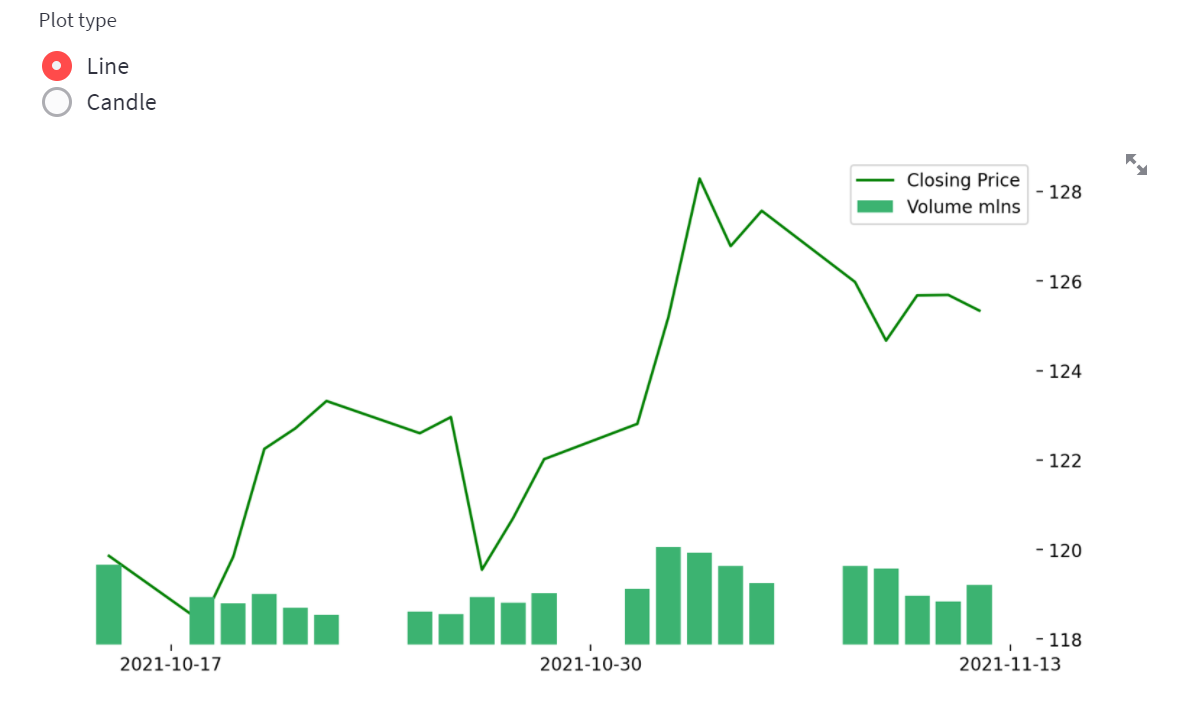 Plot type
Line
Candle
Closing Price
Volume mlns
128
126
124
122
120
118
2021-10-17
2021-10-30
2021-11-13